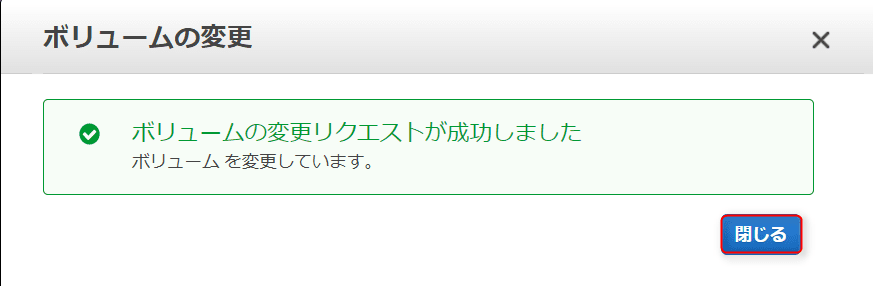 ボリュームの変更
ボリュームの変更リクエストが成功しました
ボリューム を変更しています。
閉じる